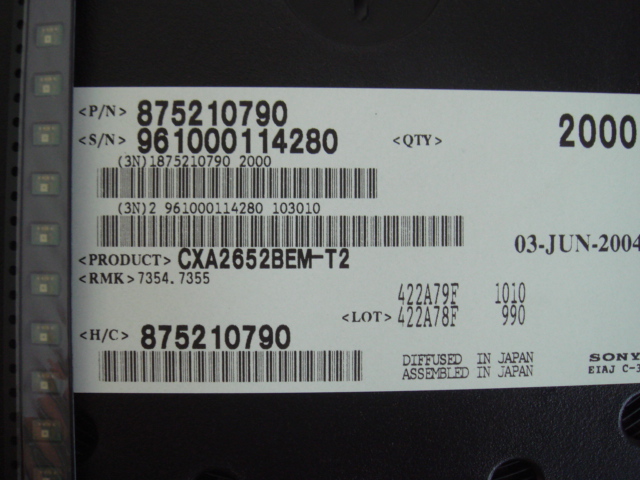 <P/N> 875210790
<S/N> 961000114280 <QTY> 2000
(3N)1875210790 2000
(3N)2 961000114280 103010
03-JUN-2004
<PRODUCT> CXA2652BEM-T2
<RMK> 7354.7355
422A79F 1010
<LOT> 422A78F 990
<H/C> 875210790
DIFFUSED IN JAPAN SONY
ASSEMBLED IN JAPAN EIAJ C-3